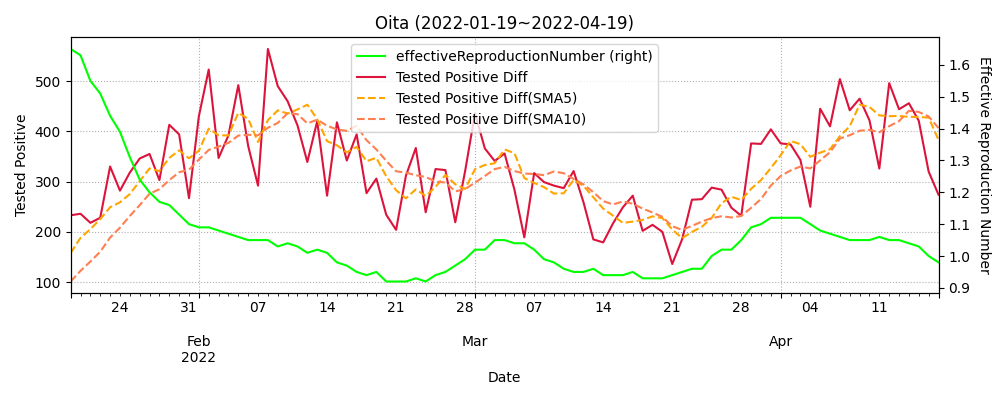 Oita (2022-01-19~2022-04-19)
effectiveReproductionNumber (right)
Tested Positive Diff
Tested Positive Diff(SMA5)
Tested Positive Diff(SMA10)
Tested Positive
500
400
300
200
100
Effective Reproduction Number
1.6
1.5
1.4
1.3
1.2
1.1
1.0
0.9
24 31 07 14 21 28 07 14 21 28 04 11
Feb Mar Apr
2022
Date